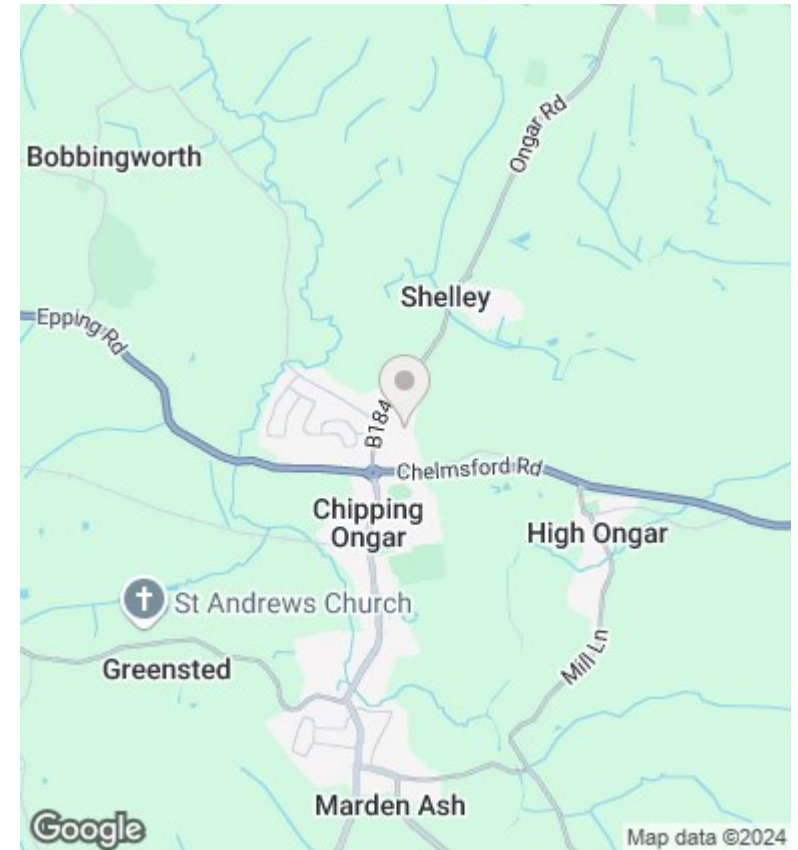 Ongar Rd
Bobbingworth
Shelley
Epping Rd
B184
Chelmsford Rd
Chipping
Ongar
High Ongar
St Andrews Church
Greensted
Mill Ln
Marden Ash
Google
Map data ©2024